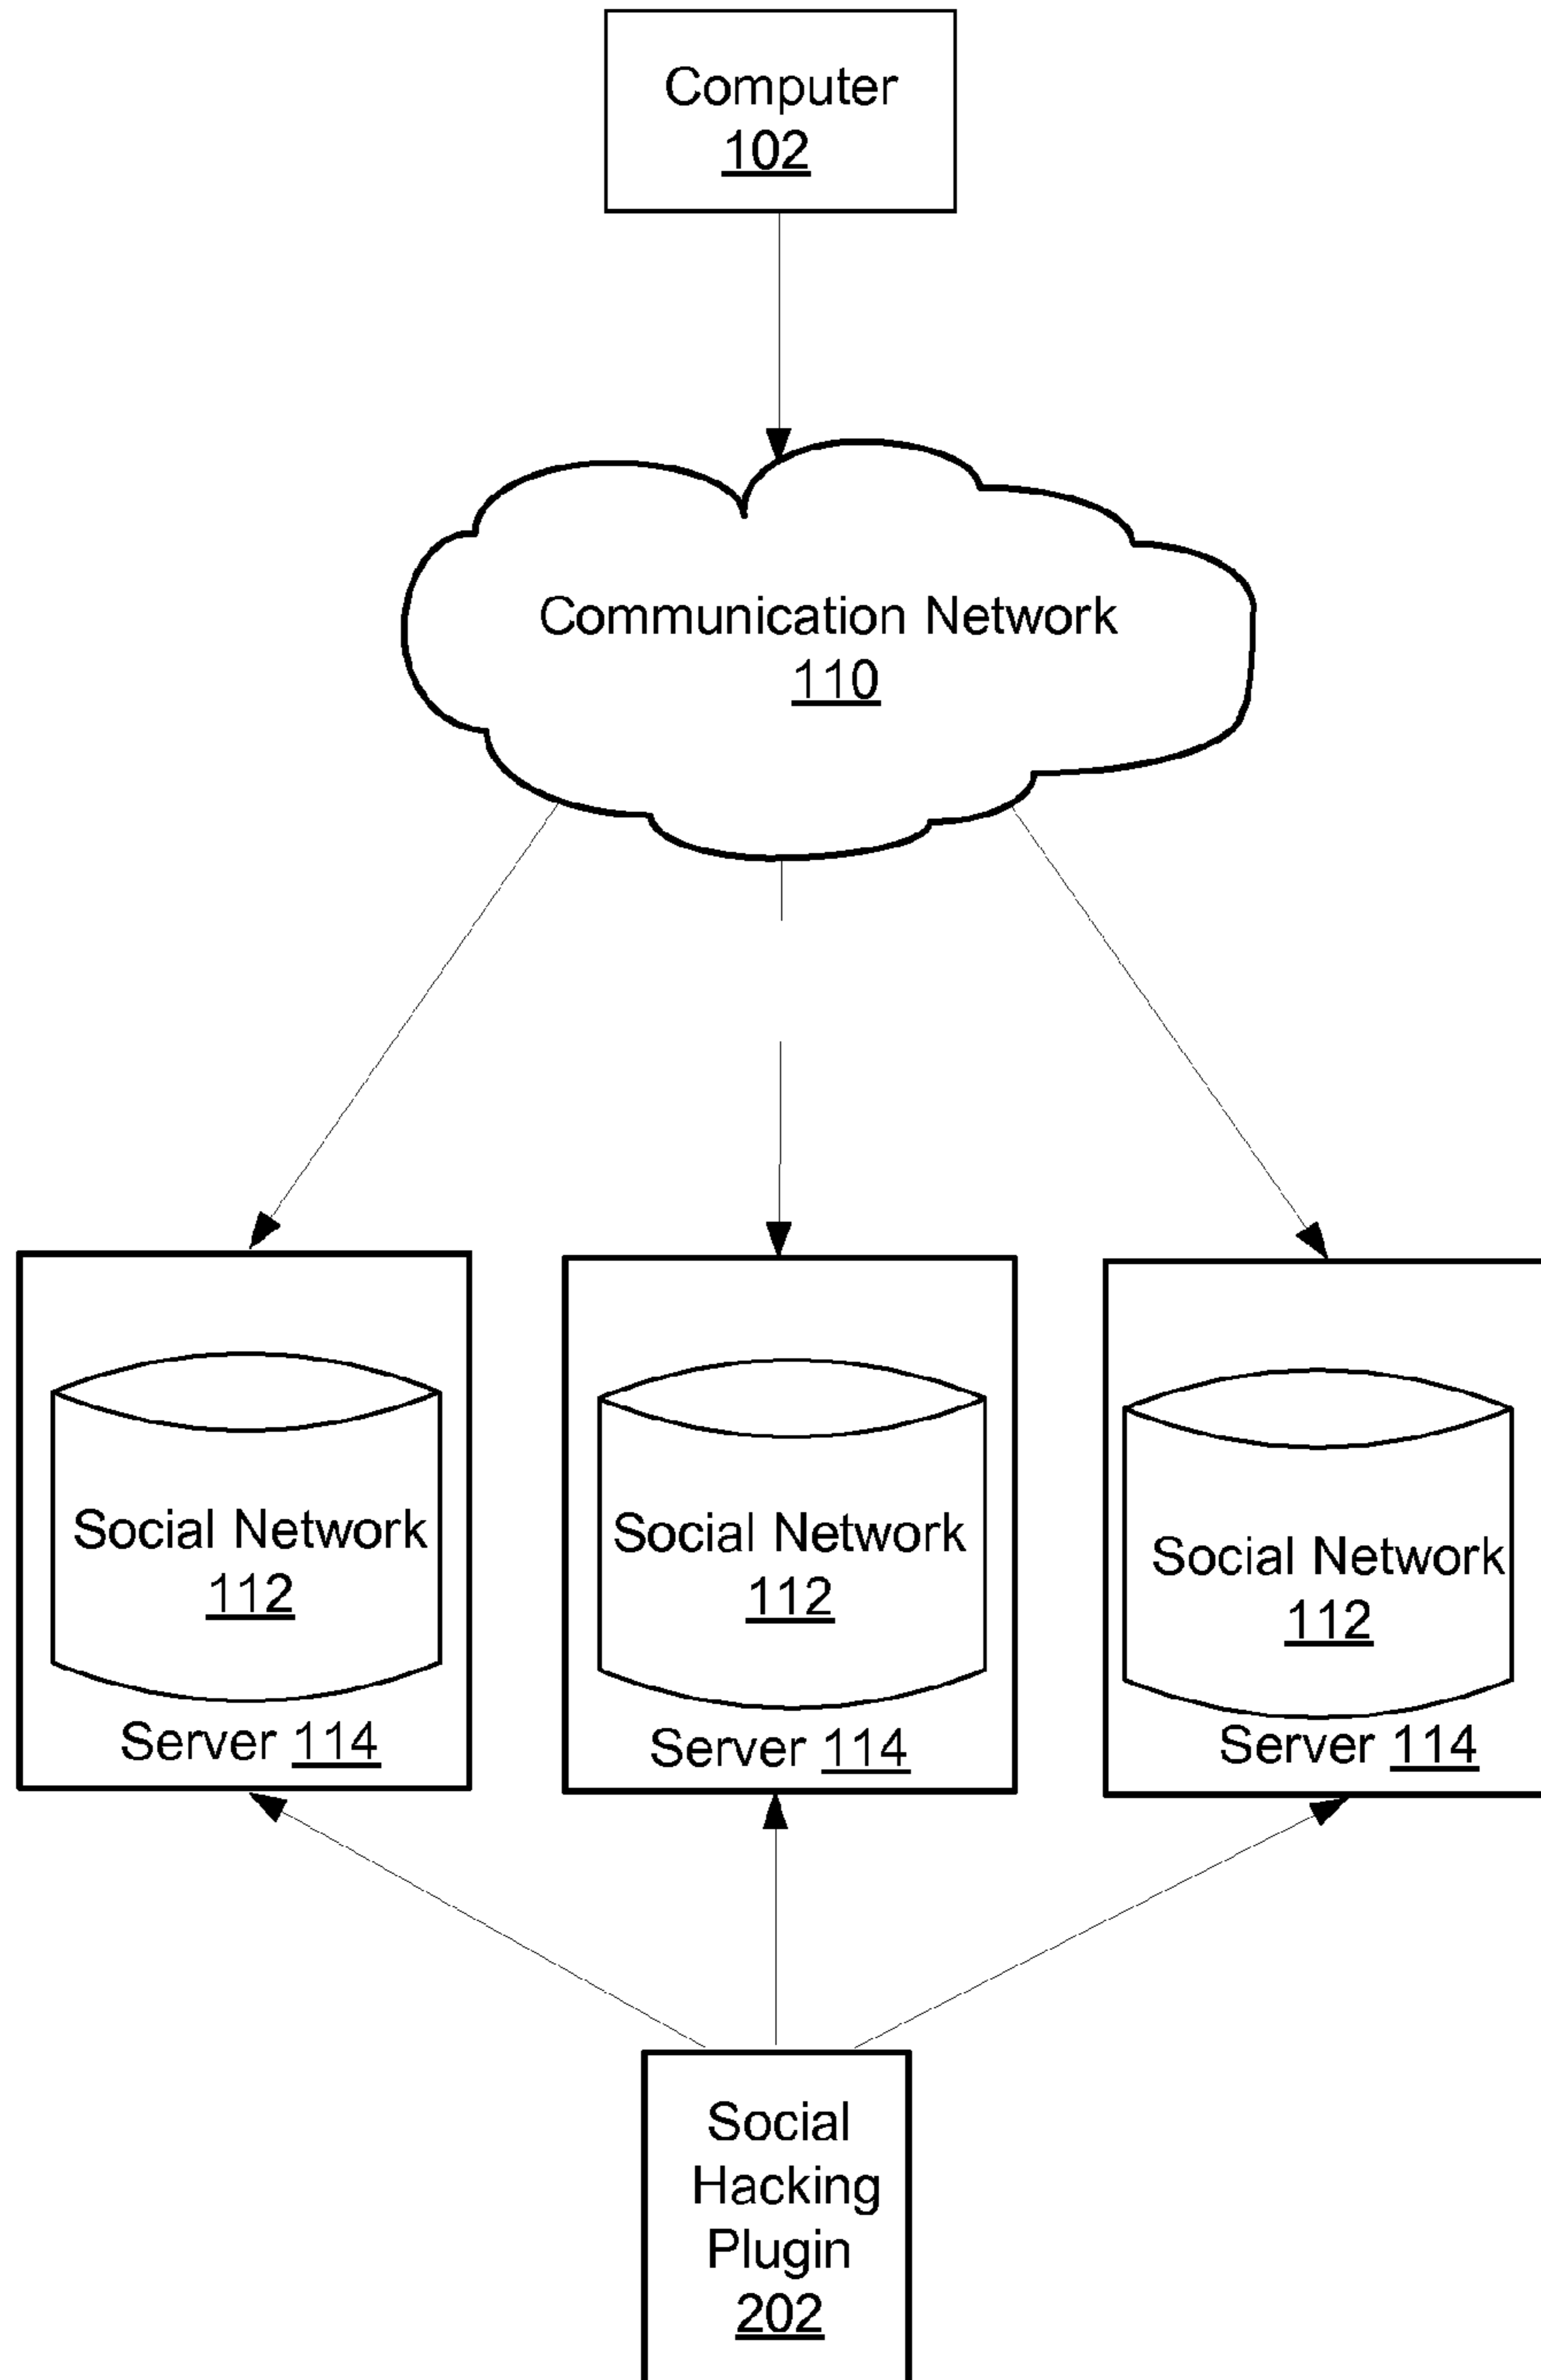 Computer
102
Communication Network
110
Social Network
112
Server 114
Social Network
112
Server 114
Social Network
112
Server 114
Social
Hacking
Plugin
202